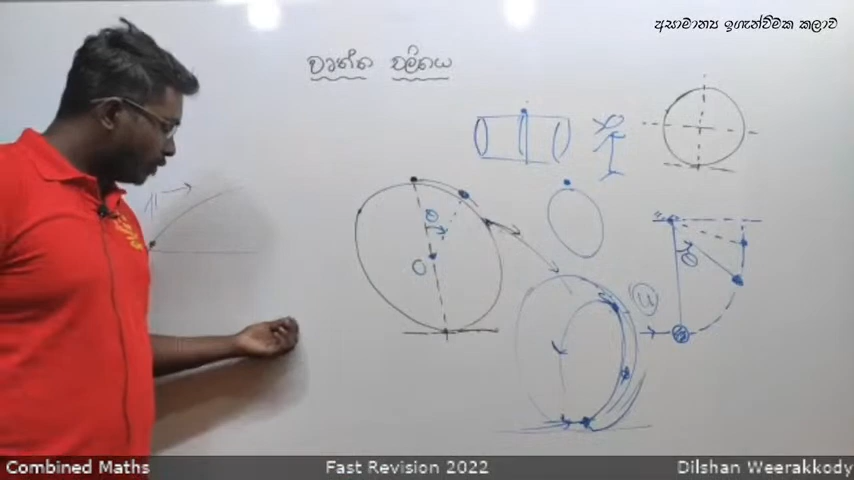 අසාමාන්‍ය ඉගැන්වීමක කලාව
වෘත්ත චලිතය
θ
O
θ
u
Combined Maths
Fast Revision 2022
Dilshan Weerakkody